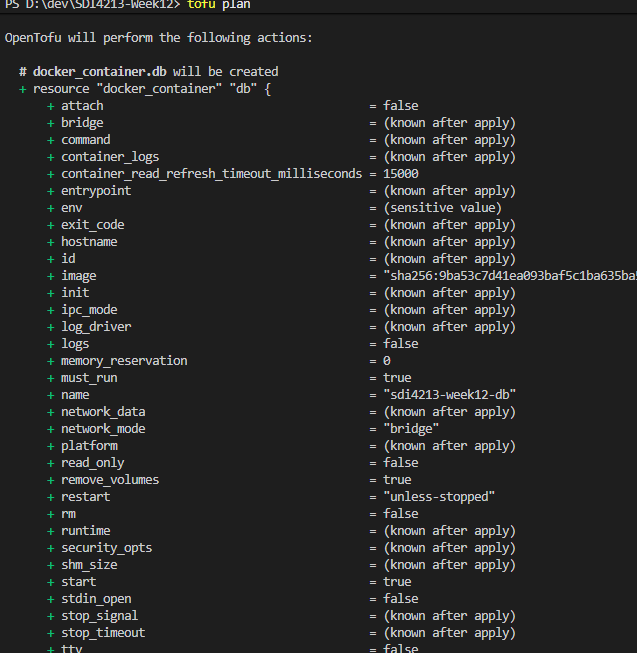 PS D:\dev\SDI4213-Week12> tofu plan
OpenTofu will perform the following actions:
# docker_container.db will be created
+ resource "docker_container" "db" {
+ attach = false
+ bridge = (known after apply)
+ command = (known after apply)
+ container_logs = (known after apply)
+ container_read_refresh_timeout_milliseconds = 15000
+ entrypoint = (known after apply)
+ env = (sensitive value)
+ exit_code = (known after apply)
+ hostname = (known after apply)
+ id = (known after apply)
+ image = "sha256:9ba53c7d41ea093baf5c1ba635ba5
+ init = (known after apply)
+ ipc_mode = (known after apply)
+ log_driver = (known after apply)
+ logs = false
+ memory_reservation = 0
+ must_run = true
+ name = "sdi4213-week12-db"
+ network_data = (known after apply)
+ network_mode = "bridge"
+ platform = (known after apply)
+ read_only = false
+ remove_volumes = true
+ restart = "unless-stopped"
+ rm = false
+ runtime = (known after apply)
+ security_opts = (known after apply)
+ shm_size = (known after apply)
+ start = true
+ stdin_open = false
+ stop_signal = (known after apply)
+ stop_timeout = (known after apply)
+ tty = false